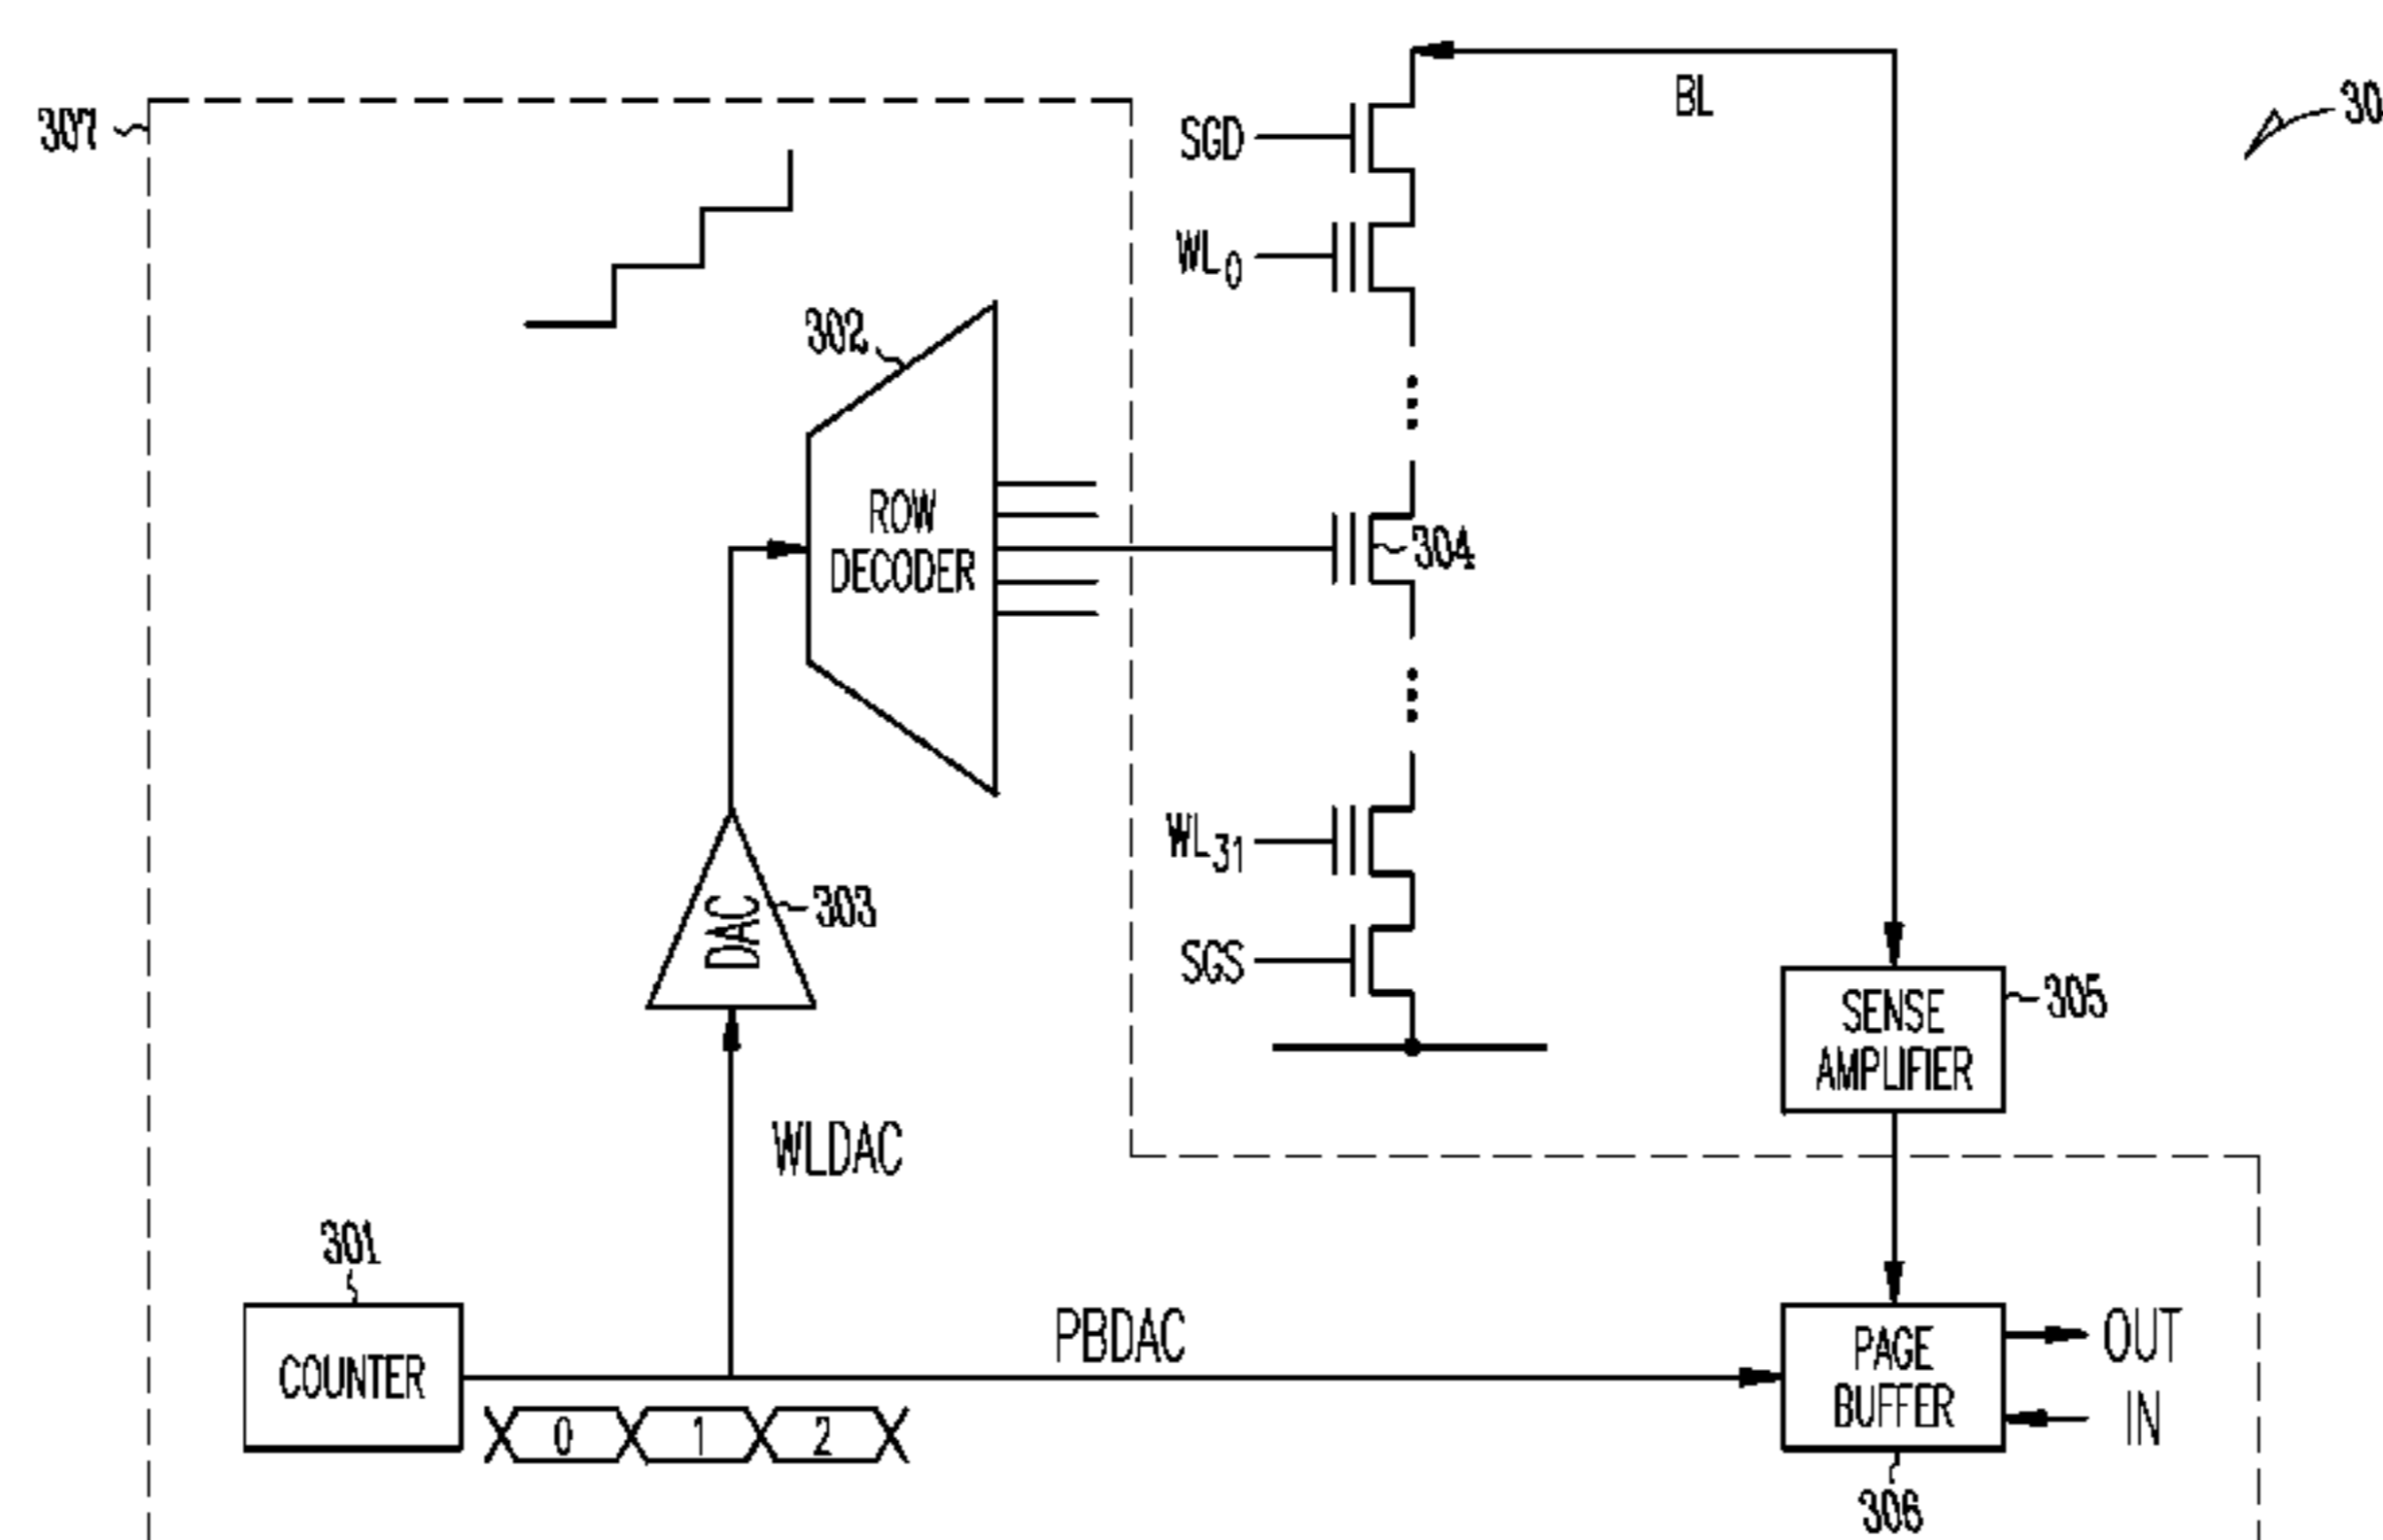 307
BL
30
SGD
WL0
302
ROW
DECODER
304
WL31
303
DAC
SGS
SENSE
AMPLIFIER
305
WLDAC
301
COUNTER
PBDAC
PAGE
BUFFER
OUT
IN
0 1 2
306